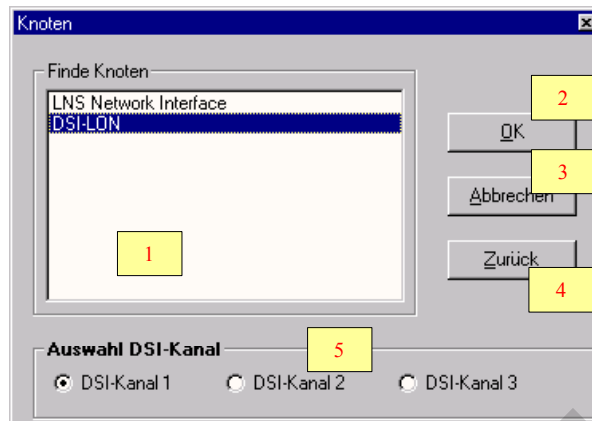 Knoten
Finde Knoten
LNS Network Interface
DSI-LON
1
2
OK
3
Abbrechen
Zurück
4
Auswahl DSI-Kanal
5
DSI-Kanal 1
DSI-Kanal 2
DSI-Kanal 3